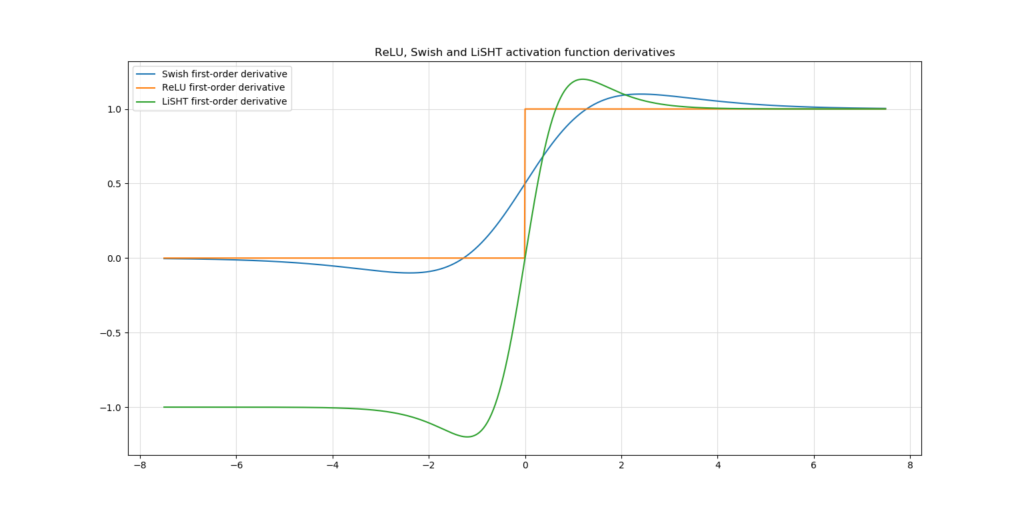 ReLU, Swish and LiSHT activation function derivatives
Swish first-order derivative
ReLU first-order derivative
LiSHT first-order derivative
1.0
0.5
0.0
−0.5
−1.0
−8 −6 −4 −2 0 2 4 6 8